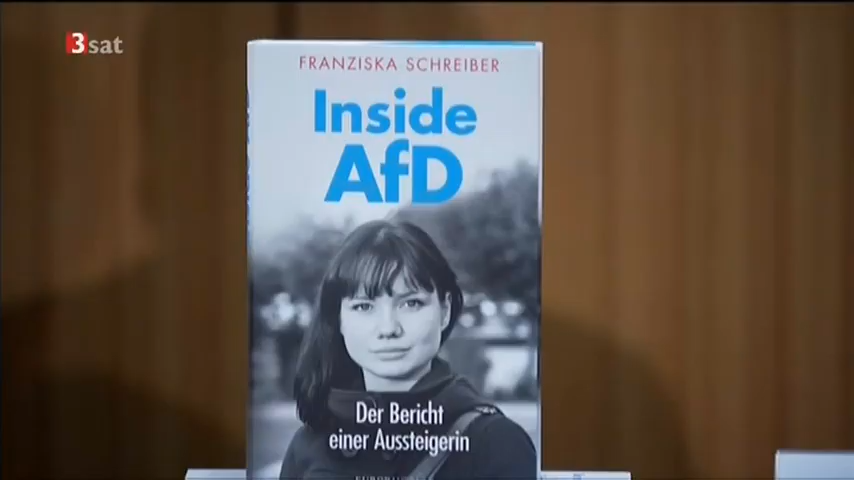 3sat
FRANZISKA SCHREIBER
Inside
AfD
Der Bericht
einer Aussteigerin